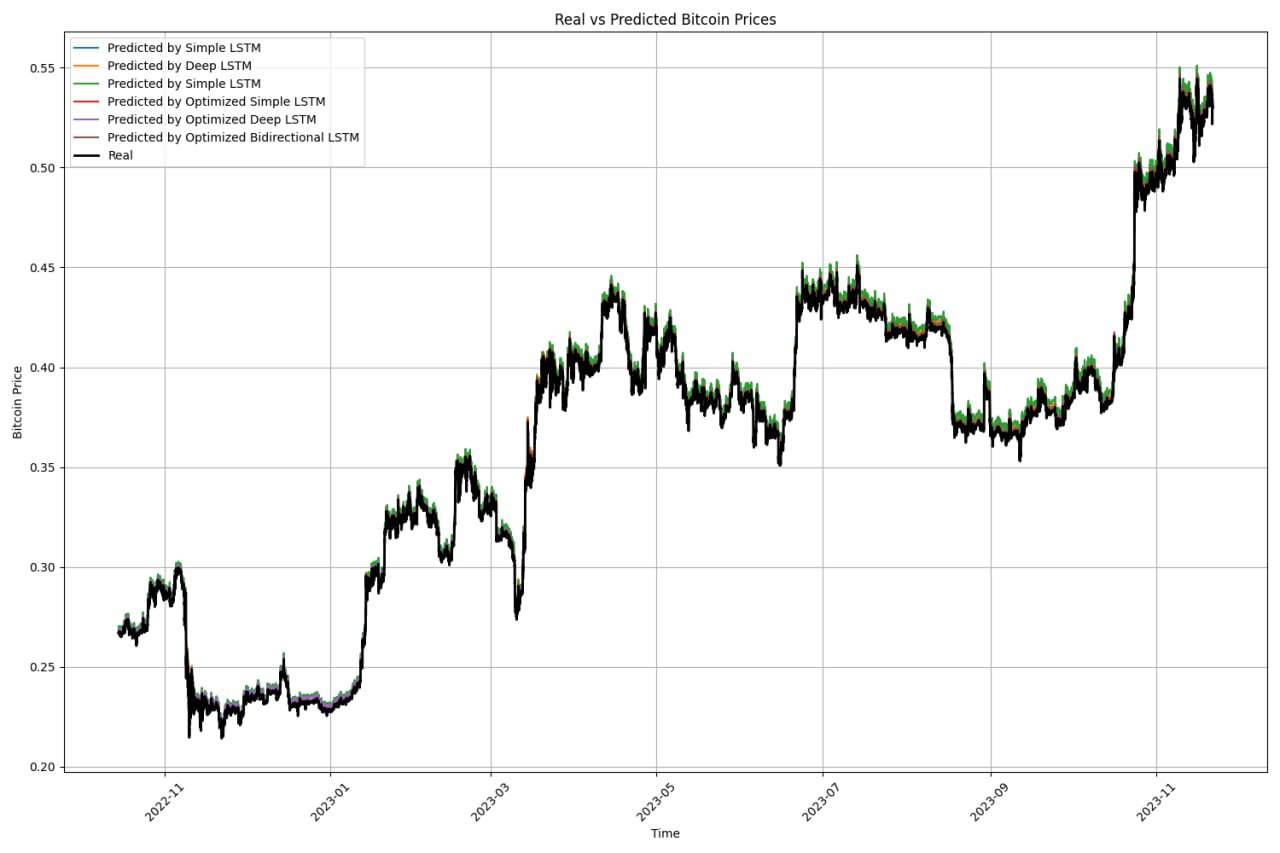 Real vs Predicted Bitcoin Prices
Predicted by Simple LSTM
Predicted by Deep LSTM
Predicted by Simple LSTM
Predicted by Optimized Simple LSTM
Predicted by Optimized Deep LSTM
Predicted by Optimized Bidirectional LSTM
Real
0.55
0.50
0.45
0.40
0.35
0.30
0.25
0.20
Bitcoin Price
2022-11
2023-01
2023-03
2023-05
2023-07
2023-09
2023-11
Time